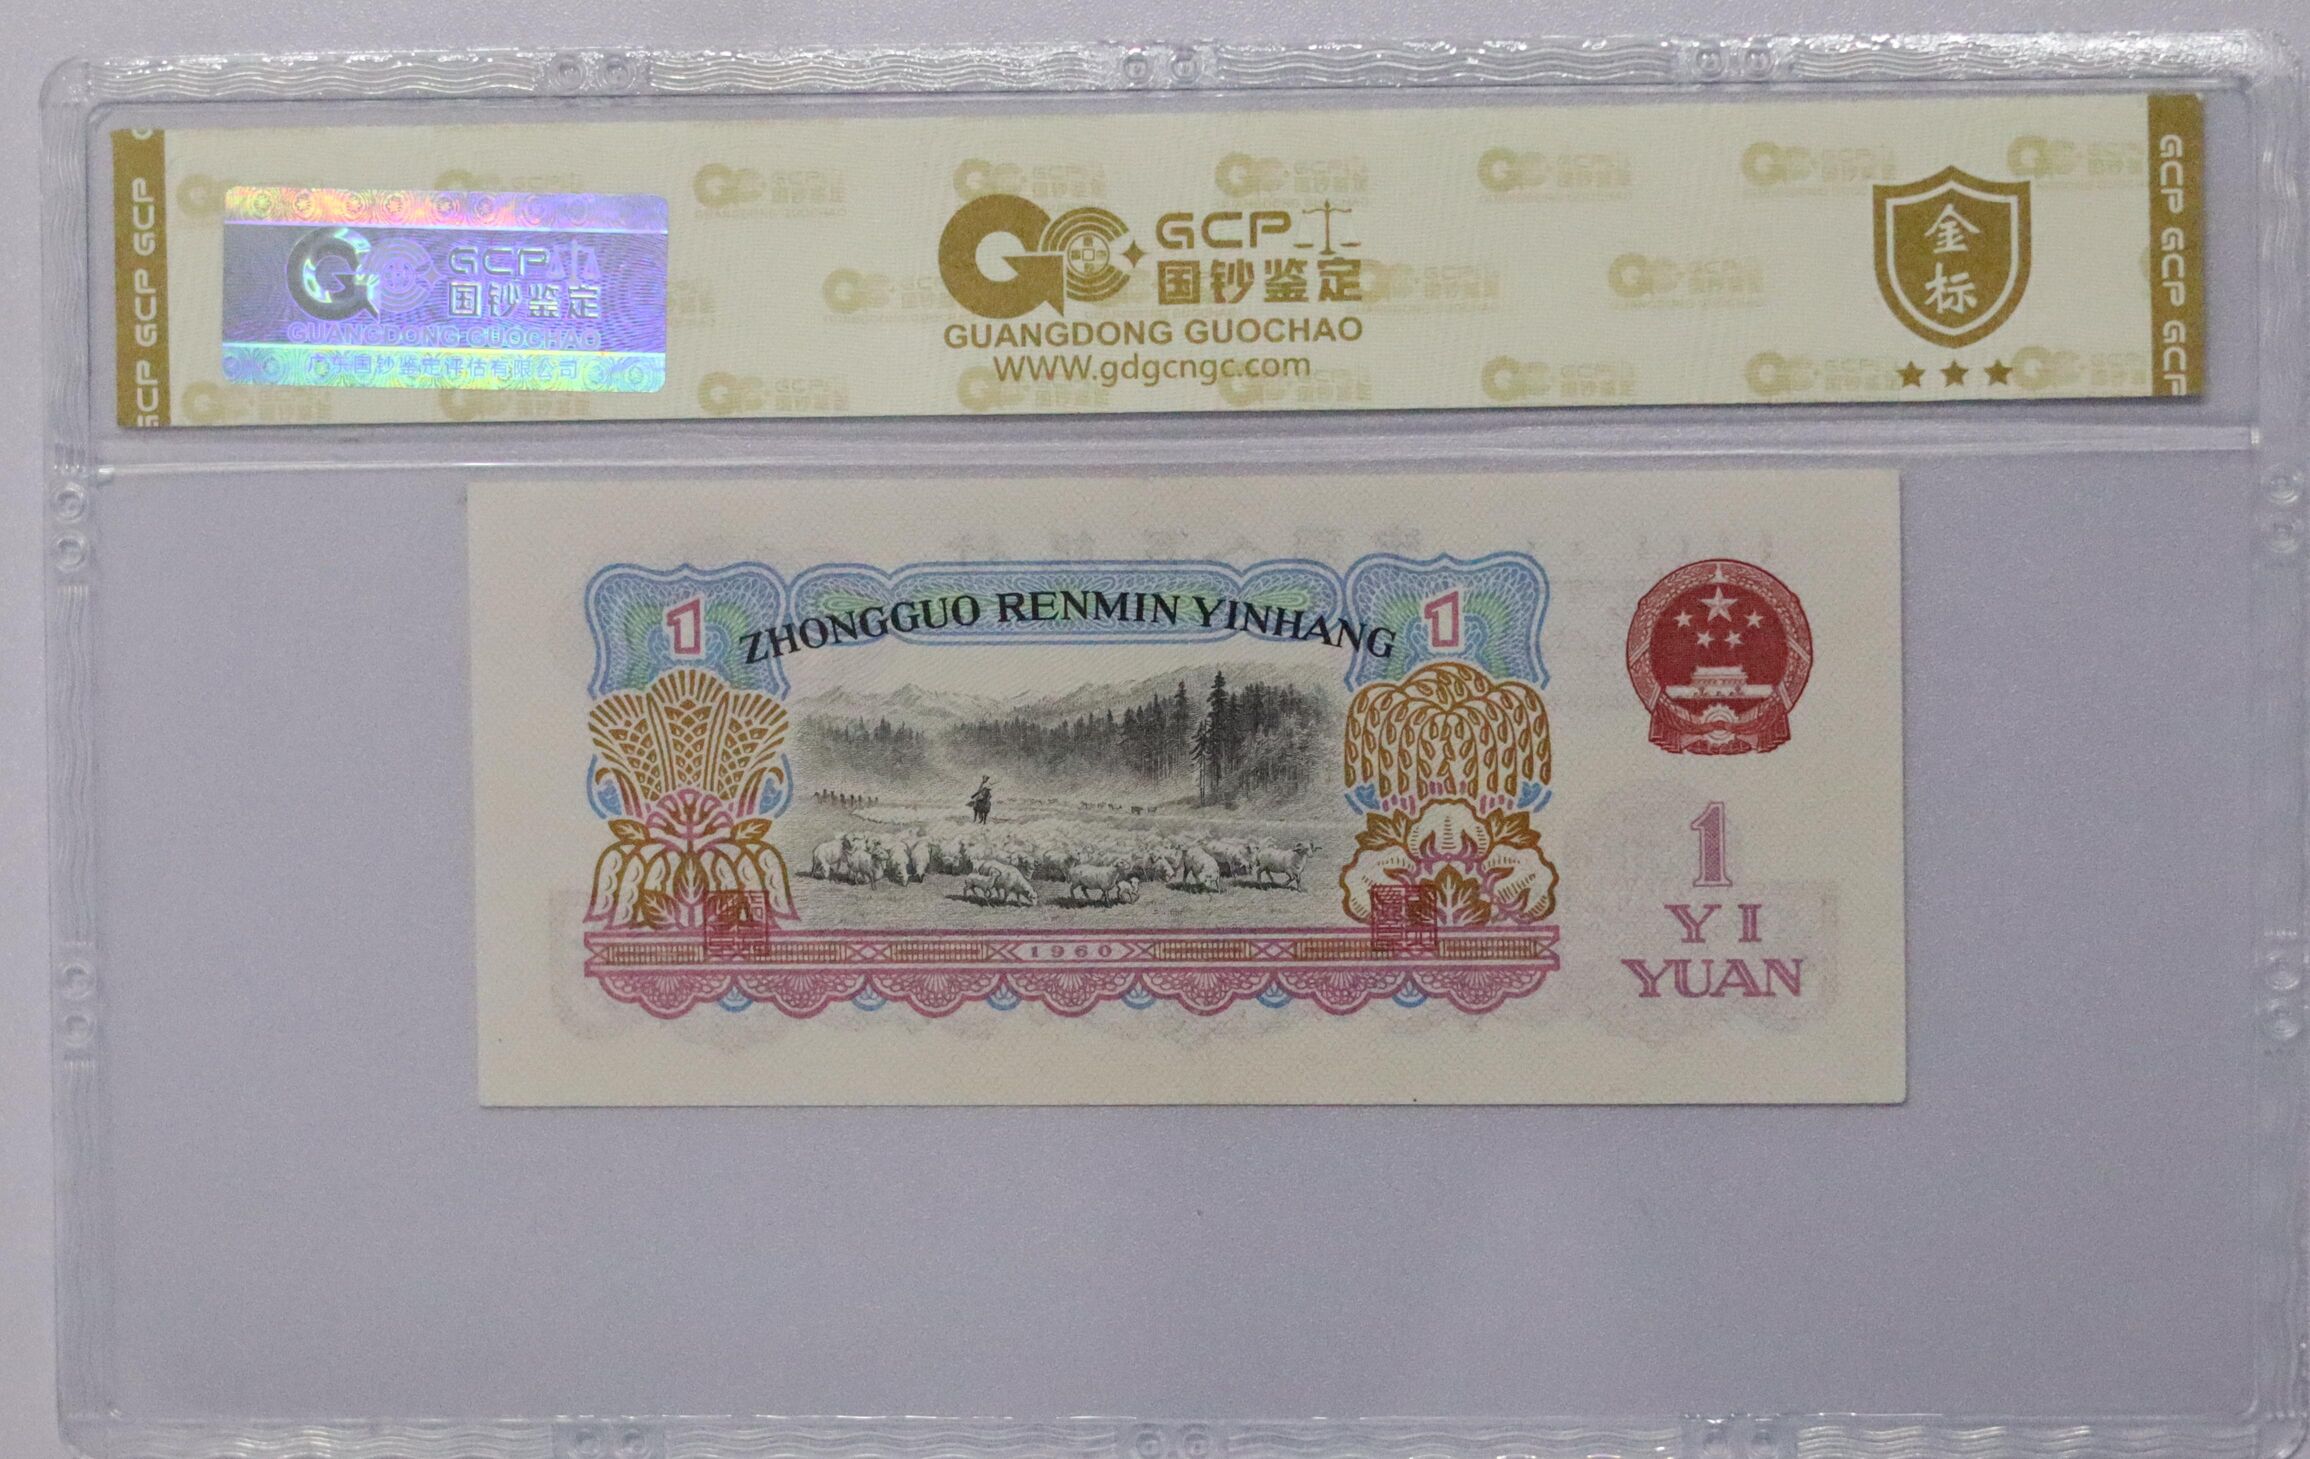 GCP GCP GCP
GCP
国钞鉴定
GUANGDONG GUOCHAO
广东国钞鉴定评估有限公司
GCP
国钞鉴定
GUANGDONG GUOCHAO
WWW.gdgcngc.com
金
标
GCP GCP GCP
1
ZHONGGUO RENMIN YINHANG
1
1960
1
YI
YUAN